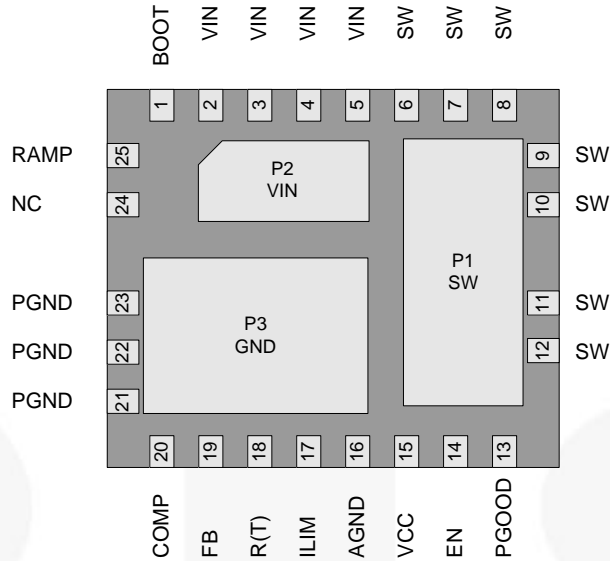 BOOT
VIN
VIN
VIN
VIN
SW
SW
SW
1
2
3
4
5
6
7
8
RAMP
25
P2
VIN
9
SW
NC
24
10
SW
P1
SW
PGND
23
P3
GND
11
SW
PGND
22
12
SW
PGND
21
20
19
18
17
16
15
14
13
COMP
FB
R(T)
ILIM
AGND
VCC
EN
PGOOD